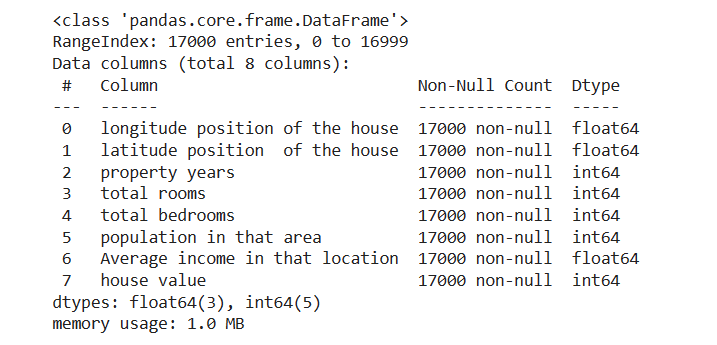 <class 'pandas.core.frame.DataFrame'>
RangeIndex: 17000 entries, 0 to 16999
Data columns (total 8 columns):
 #   Column                           Non-Null Count  Dtype
---  ------                           --------------  -----
 0   longitude position of the house  17000 non-null  float64
 1   latitude position  of the house  17000 non-null  float64
 2   property years                   17000 non-null  int64
 3   total rooms                      17000 non-null  int64
 4   total bedrooms                   17000 non-null  int64
 5   population in that area          17000 non-null  int64
 6   Average income in that location  17000 non-null  float64
 7   house value                      17000 non-null  int64
dtypes: float64(3), int64(5)
memory usage: 1.0 MB